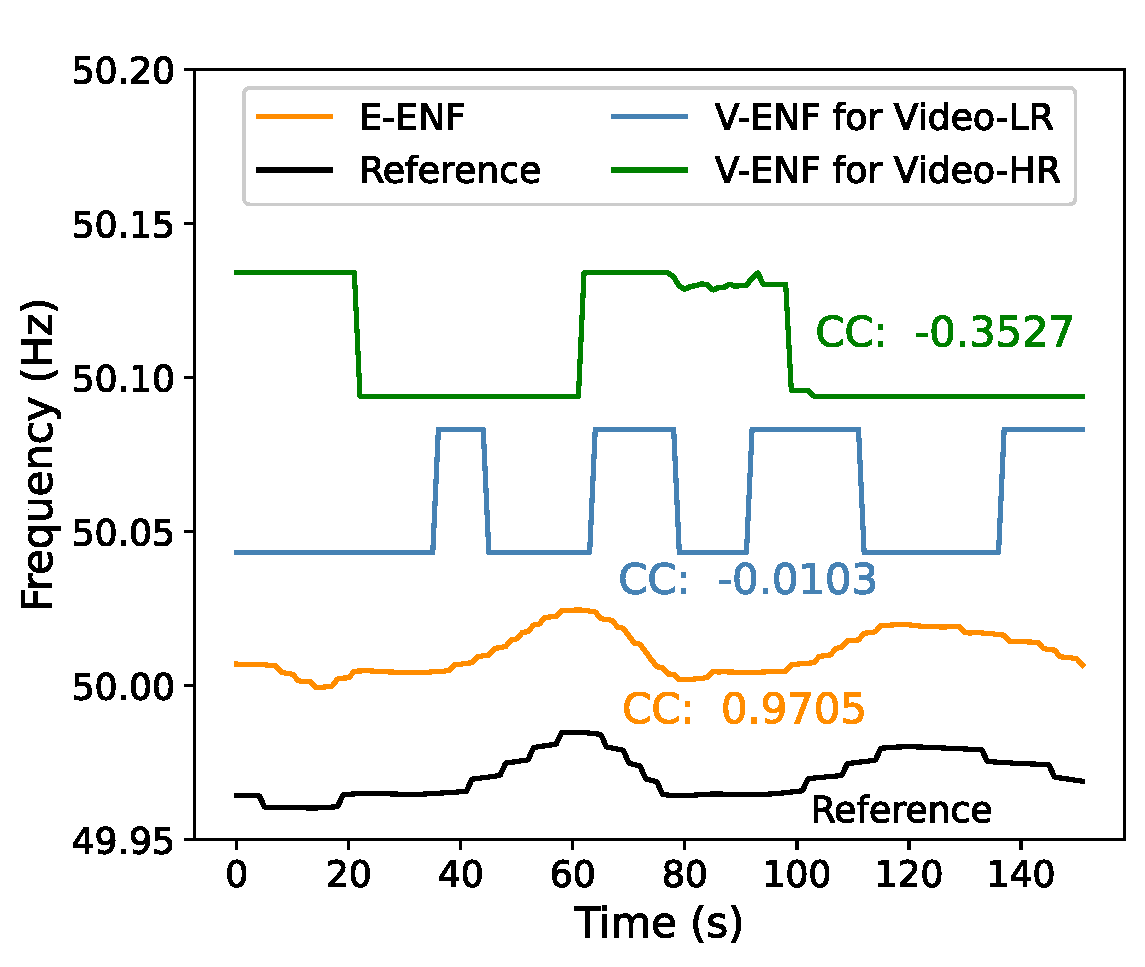 50.20
50.15
50.10
50.05
50.00
49.95
Frequency (Hz)
E-ENF
Reference
V-ENF for Video-LR
V-ENF for Video-HR
CC: -0.3527
CC: -0.0103
CC: 0.9705
Reference
0 20 40 60 80 100 120 140
Time (s)